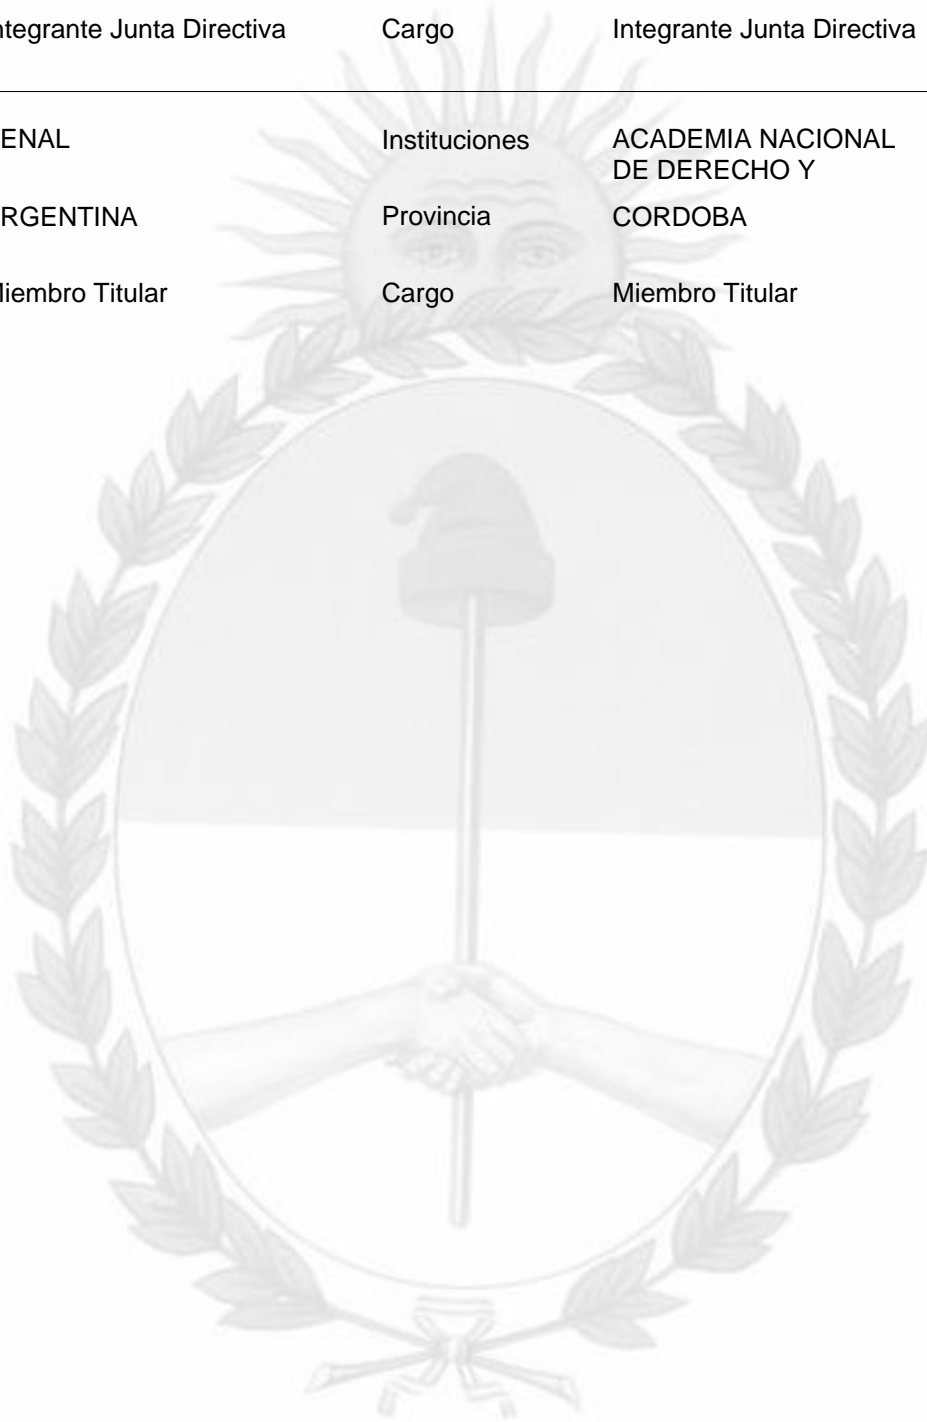 ntegrante Junta Directiva Cargo Integrante Junta Directiva
ENAL Instituciones ACADEMIA NACIONAL
DE DERECHO Y
RGENTINA Provincia CORDOBA
iembro Titular Cargo Miembro Titular